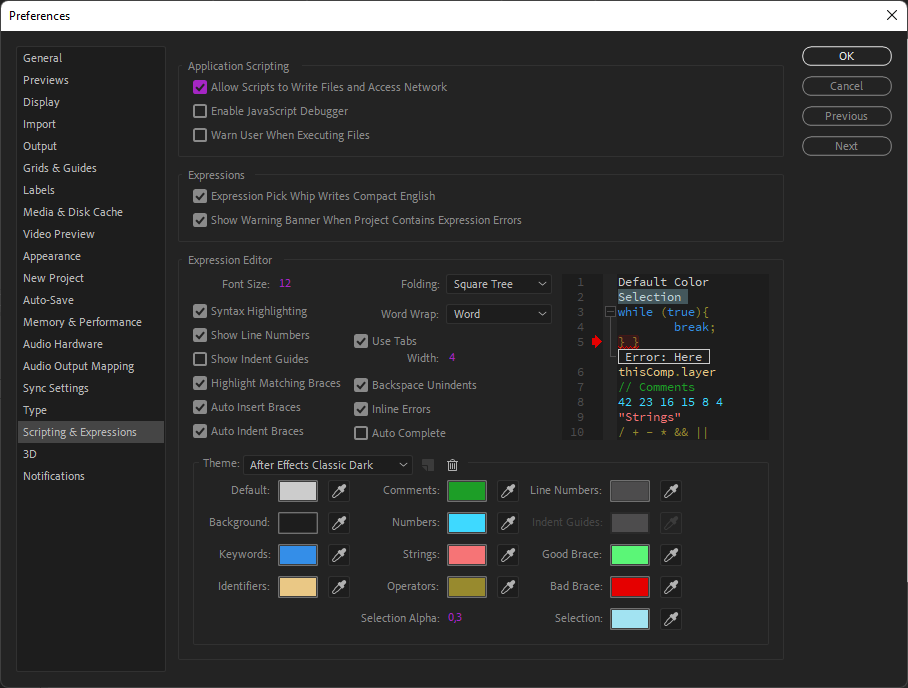 Preferences
General
Previews
Display
Import
Output
Grids & Guides
Labels
Media & Disk Cache
Video Preview
Appearance
New Project
Auto-Save
Memory & Performance
Audio Hardware
Audio Output Mapping
Sync Settings
Type
Scripting & Expressions
3D
Notifications
Application Scripting
Allow Scripts to Write Files and Access Network
Enable JavaScript Debugger
Warn User When Executing Files
Expressions
Expression Pick Whip Writes Compact English
Show Warning Banner When Project Contains Expression Errors
Expression Editor
Font Size: 12
Syntax Highlighting
Show Line Numbers
Show Indent Guides
Highlight Matching Braces
Auto Insert Braces
Auto Indent Braces
Folding: Square Tree
Word Wrap: Word
Use Tabs
Width: 4
Backspace Unindents
Inline Errors
Auto Complete
1 Default Color
2 Selection
3 while (true){
4 break;
5 } }
Error: Here
6 thisComp.layer
7 // Comments
8 42 23 16 15 8 4
9 "Strings"
10 / + - * && ||
Theme: After Effects Classic Dark
Default: Comments: Line Numbers:
Background: Numbers: Indent Guides:
Keywords: Strings: Good Brace:
Identifiers: Operators: Bad Brace:
Selection Alpha: 0,3 Selection:
OK
Cancel
Previous
Next